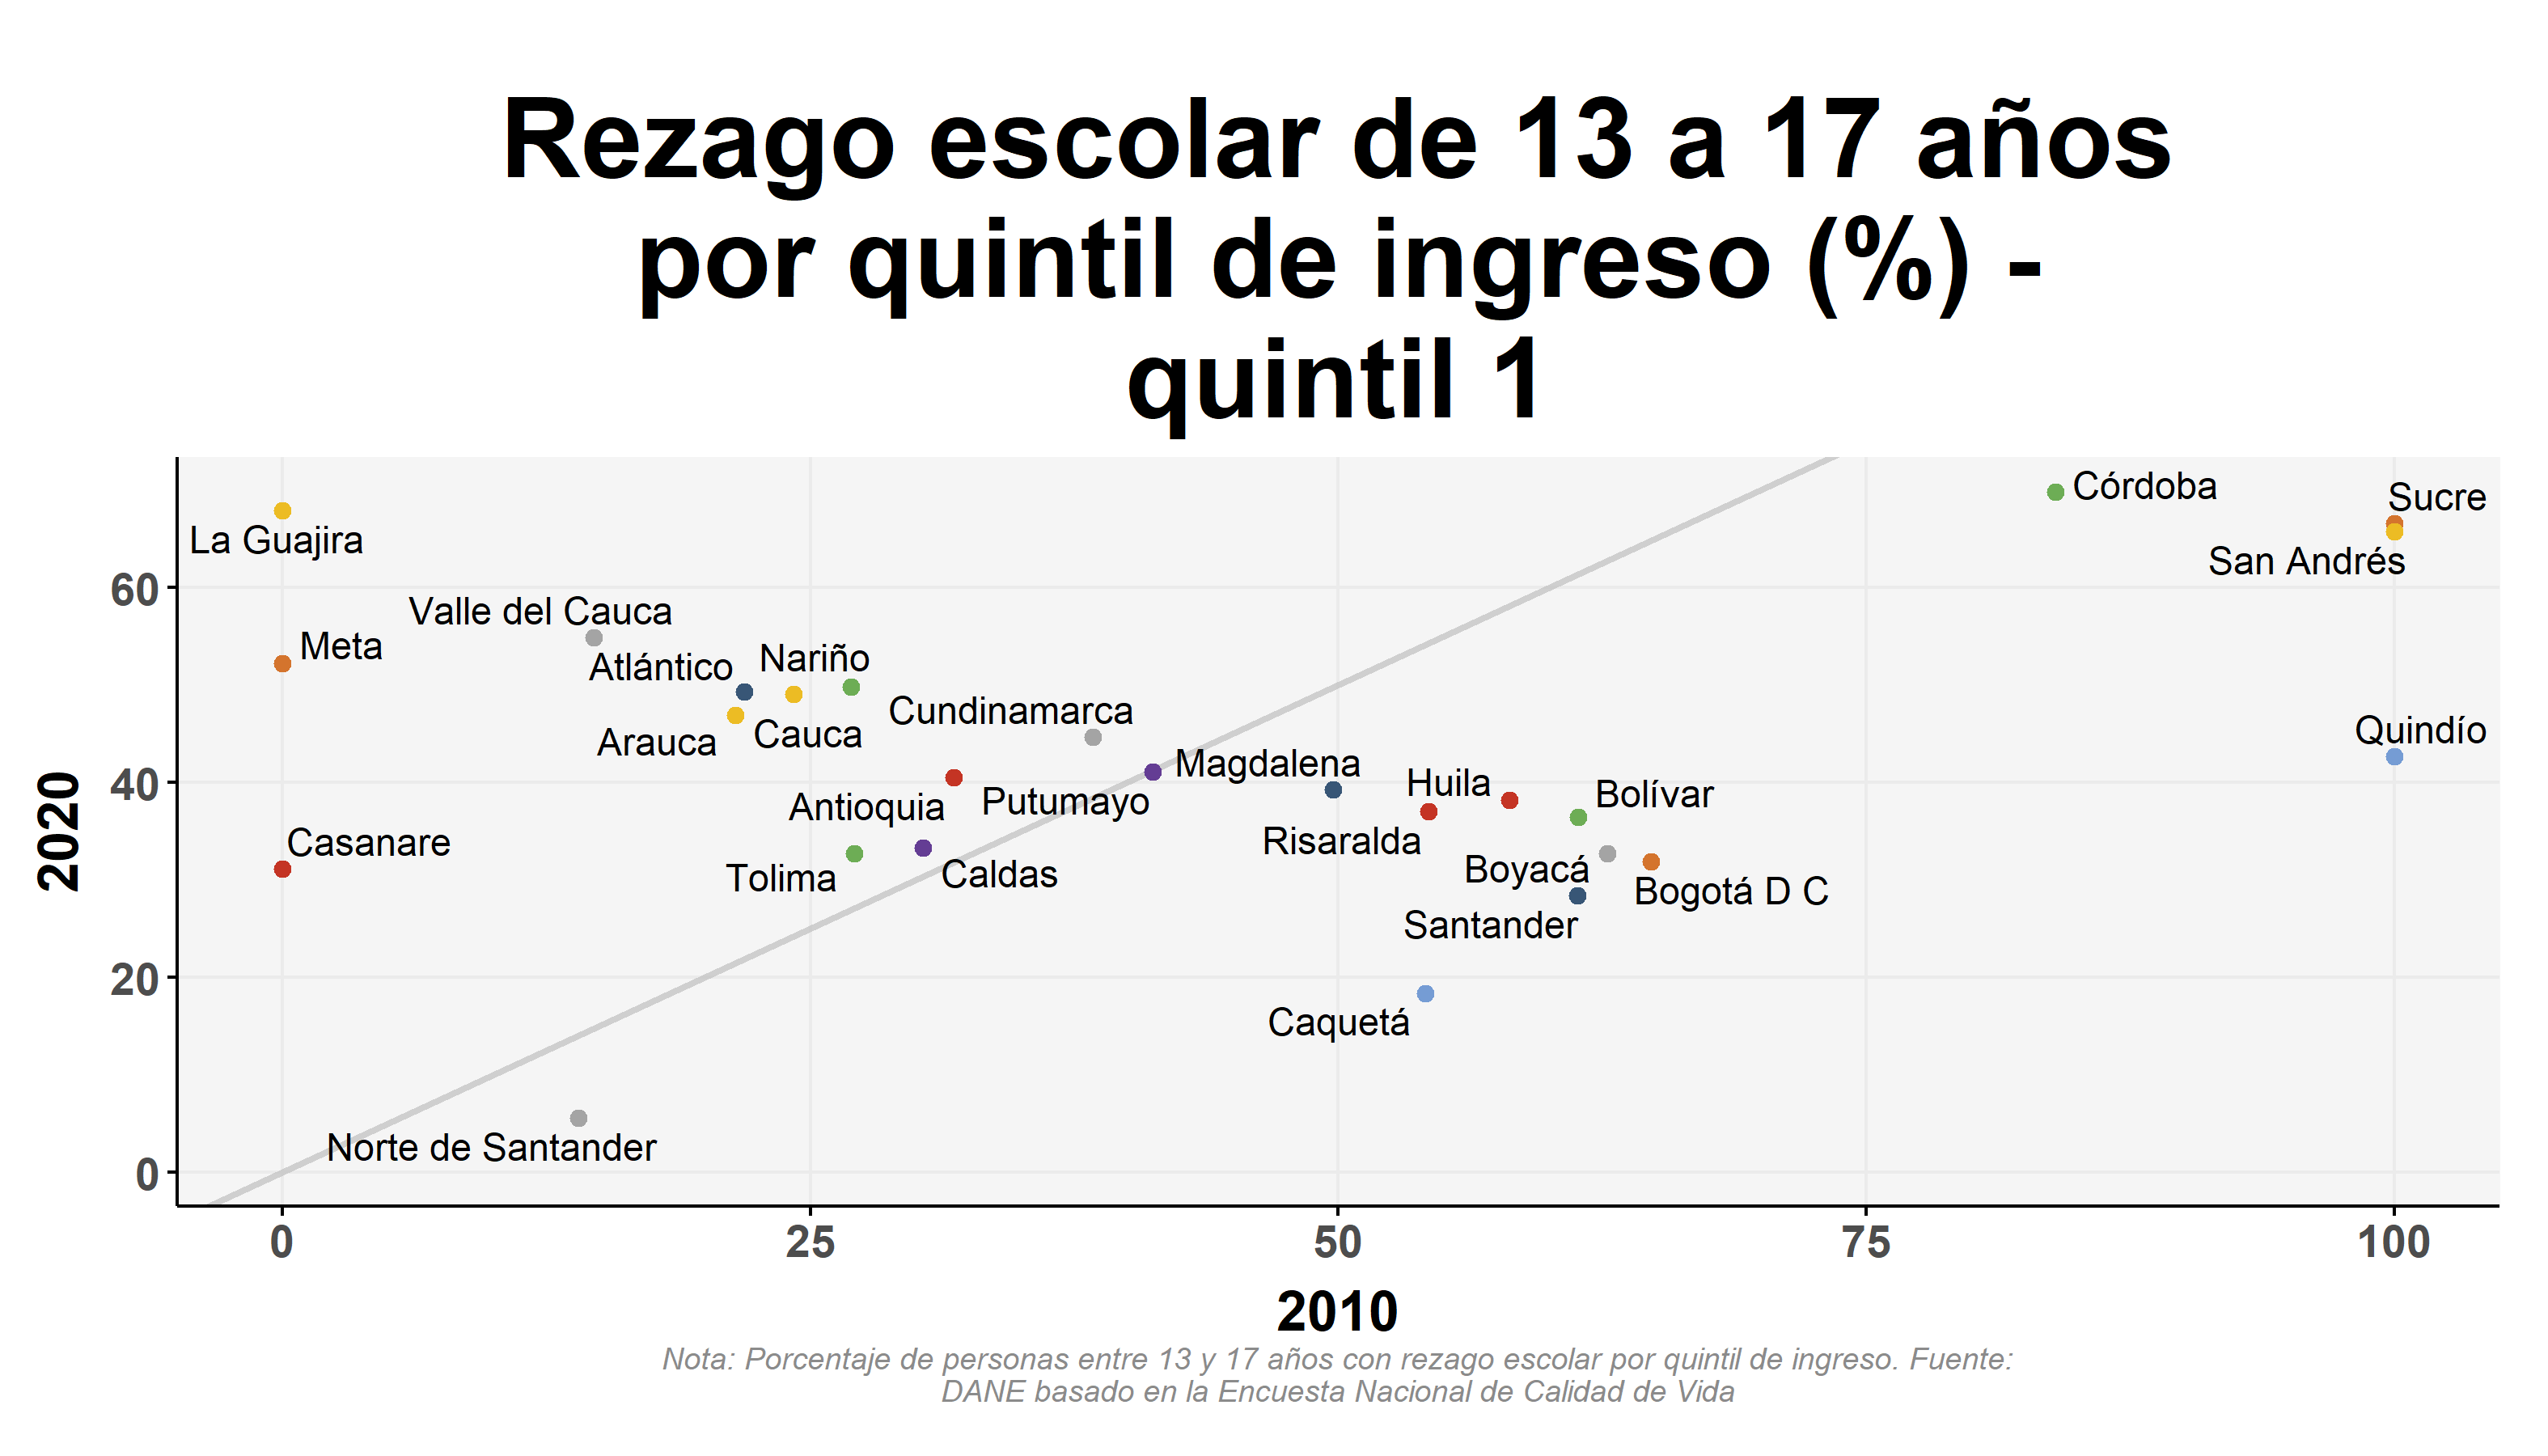 Rezago escolar de 13 a 17 años
por quintil de ingreso (%) -
quintil 1
2020
60
40
20
0
La Guajira
Meta
Casanare
Valle del Cauca
Atlántico
Nariño
Arauca
Cauca
Cundinamarca
Antioquia
Putumayo
Tolima
Caldas
Norte de Santander
Magdalena
Huila
Bolívar
Risaralda
Boyacá
Bogotá D C
Santander
Caquetá
Córdoba
Sucre
San Andrés
Quindío
0
25
50
75
100
2010
Nota: Porcentaje de personas entre 13 y 17 años con rezago escolar por quintil de ingreso. Fuente:
DANE basado en la Encuesta Nacional de Calidad de Vida